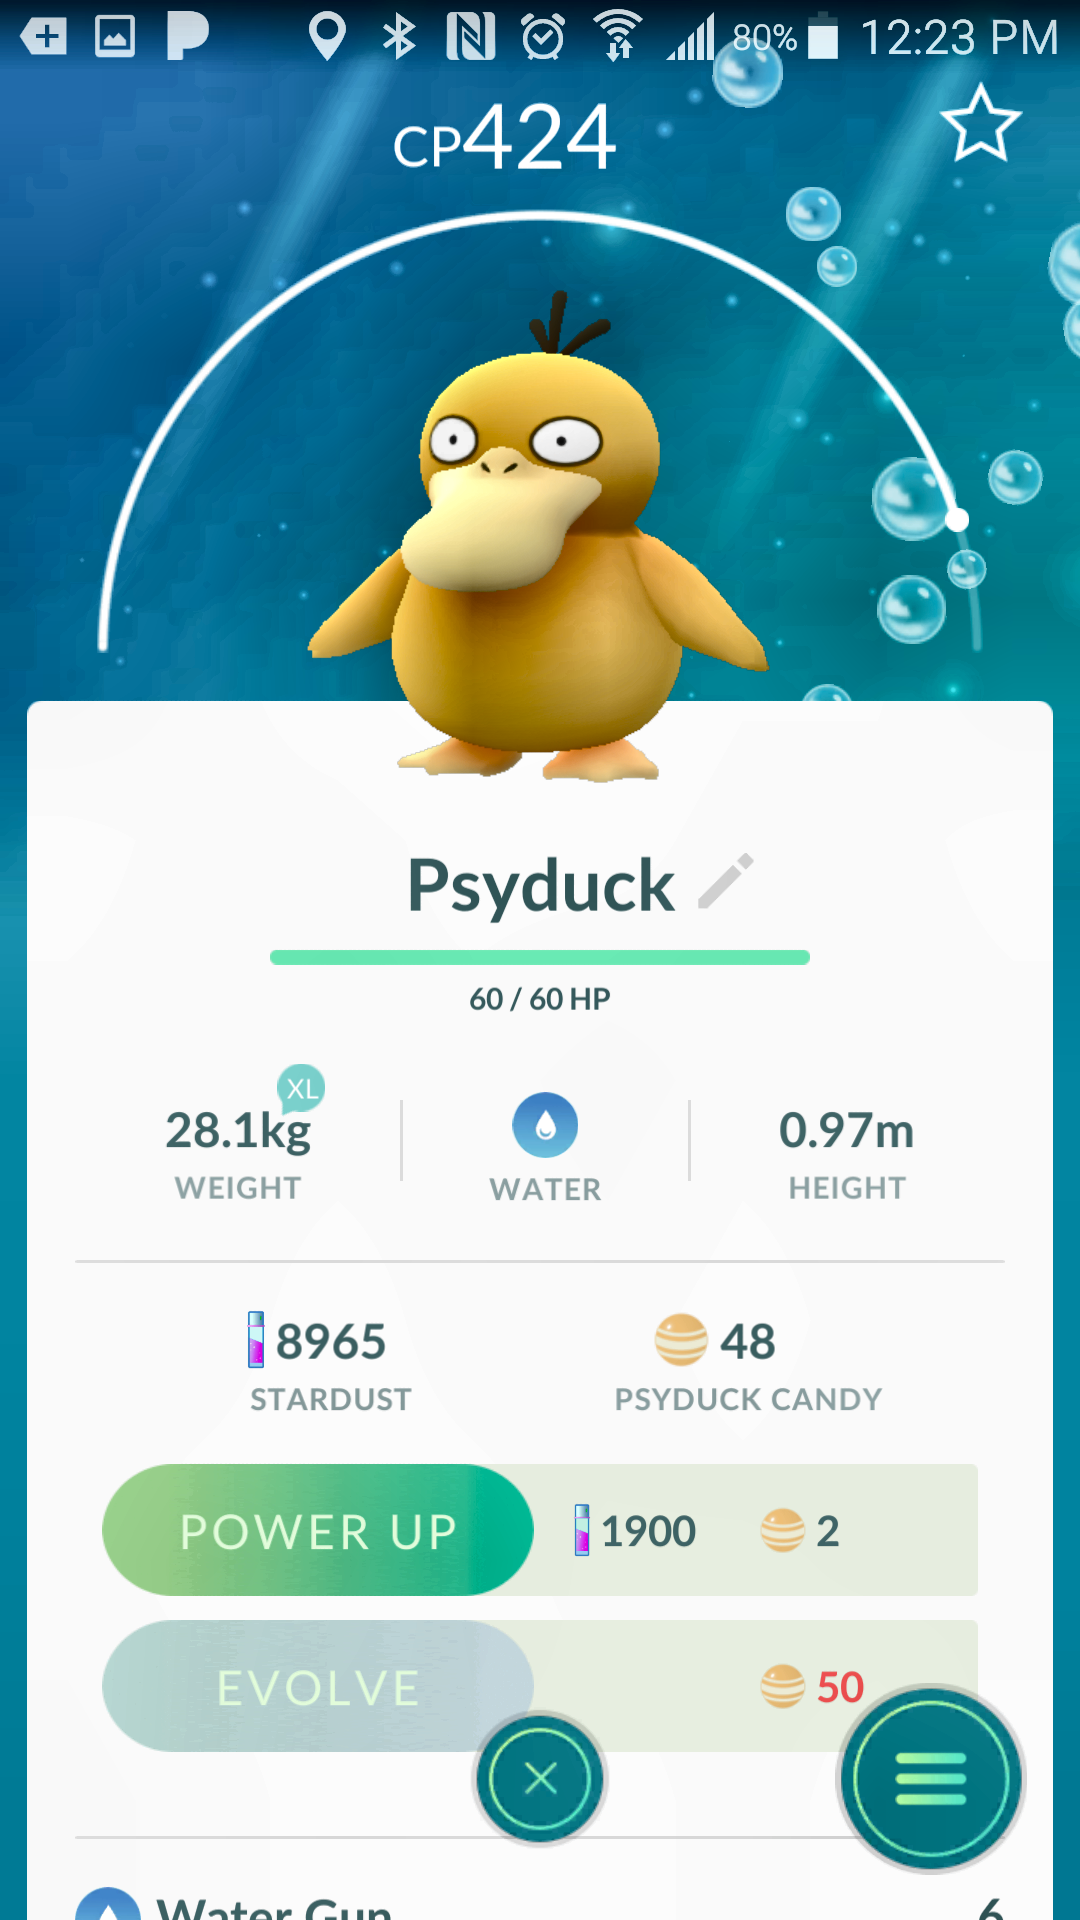 80% 12:23 PM
CP424
Psyduck
60 / 60 HP
XL
28.1kg
WEIGHT
WATER
0.97m
HEIGHT
8965
STARDUST
48
PSYDUCK CANDY
POWER UP 1900 2
EVOLVE 50
Water Gun 6